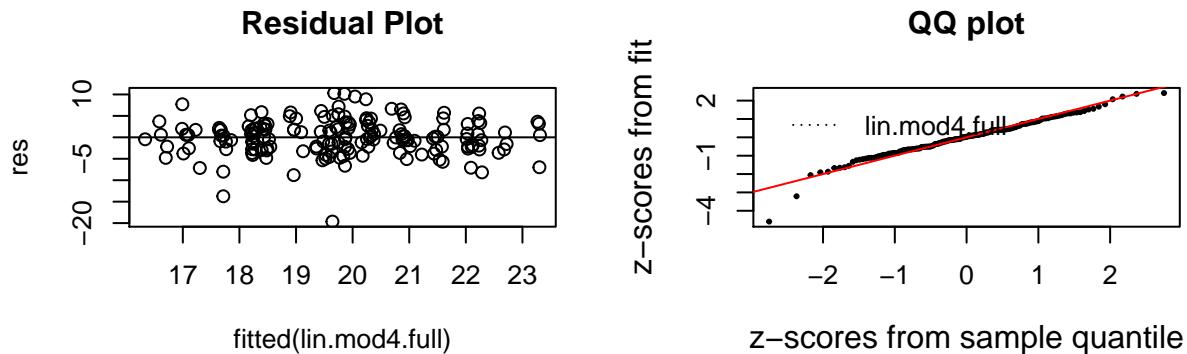 Residual Plot
res
10
−5
−20
17 18 19 20 21 22 23
fitted(lin.mod4.full)
QQ plot
z−scores from fit
2
−1
−4
lin.mod4.full
−2 −1 0 1 2
z−scores from sample quantile